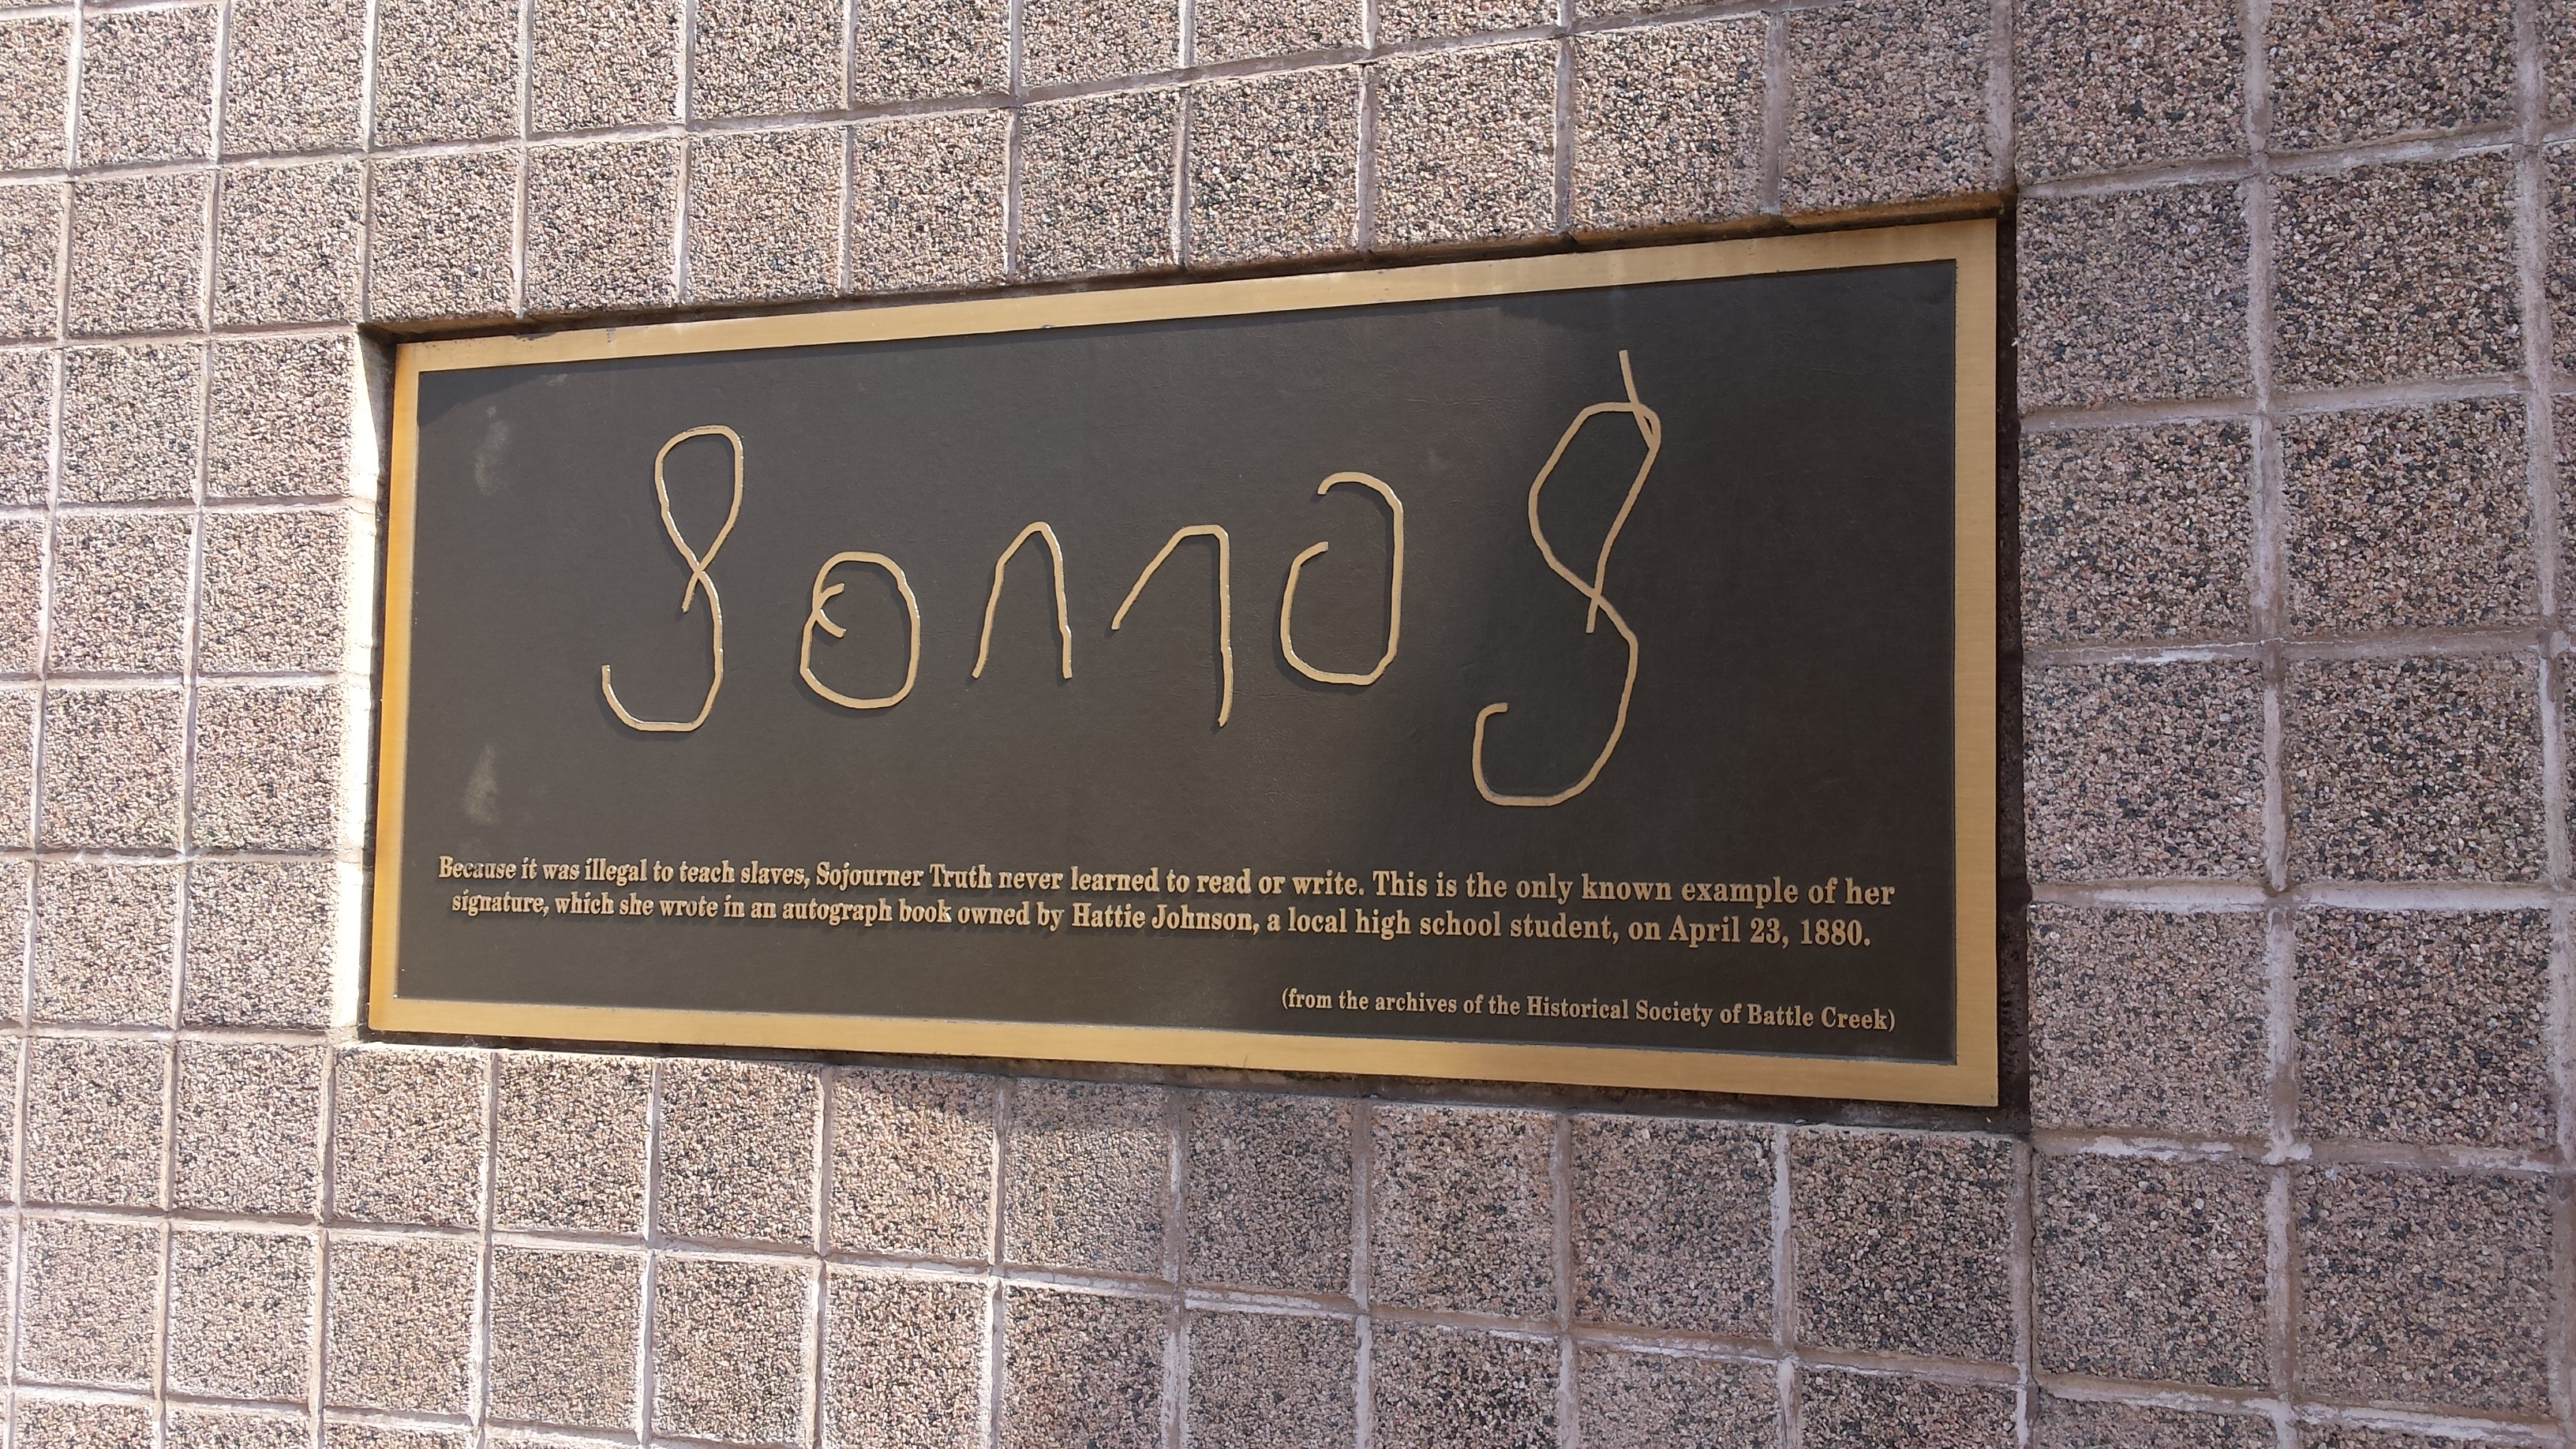 Because it was illegal to teach slaves, Sojourner Truth never learned to read or write. This is the only known example of her
signature, which she wrote in an autograph book owned by Hattie Johnson, a local high school student, on April 23, 1880.
(from the archives of the Historical Society of Battle Creek)